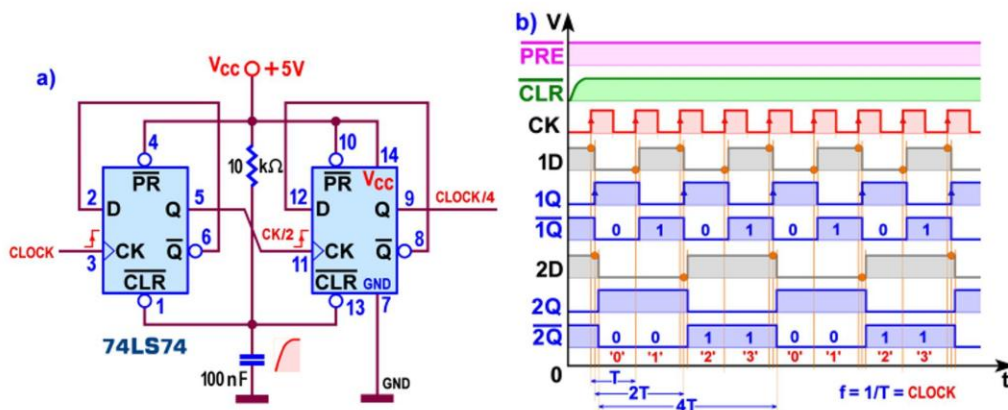 a)
Vcc +5V
4
10
14
10 kΩ
PR
PR
Vcc
2
D
Q
5
12
D
Q
9
CLOCK/4
6
CLOCK
CK
Q
CK/2
CK
Q
8
3
11
CLR
CLR
GND
1
13
7
74LS74
100nF
GND
b)
V
PRE
CLR
CK
1D
1Q
1Q
0 1 0 1 0 1 0 1
2D
2Q
2Q
0 0 1 1 0 0 1 1
'0' '1' '2' '3' '0' '1' '2' '3'
0
t
T
2T
4T
f = 1/T = CLOCK